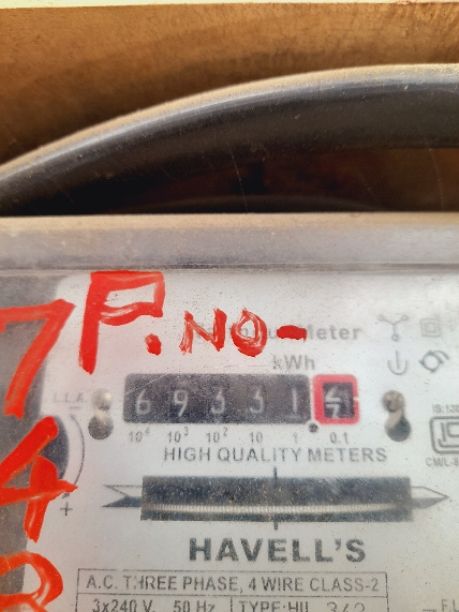 P. NO-
7
Meter
kWh
6 9 3 3 1
10⁴ 10³ 10² 10 1 0.1
HIGH QUALITY METERS
L.L.A.
4
+
HAVELL'S
A.C. THREE PHASE, 4 WIRE CLASS-2
3x240 V. 50 Hz TYPE: HU